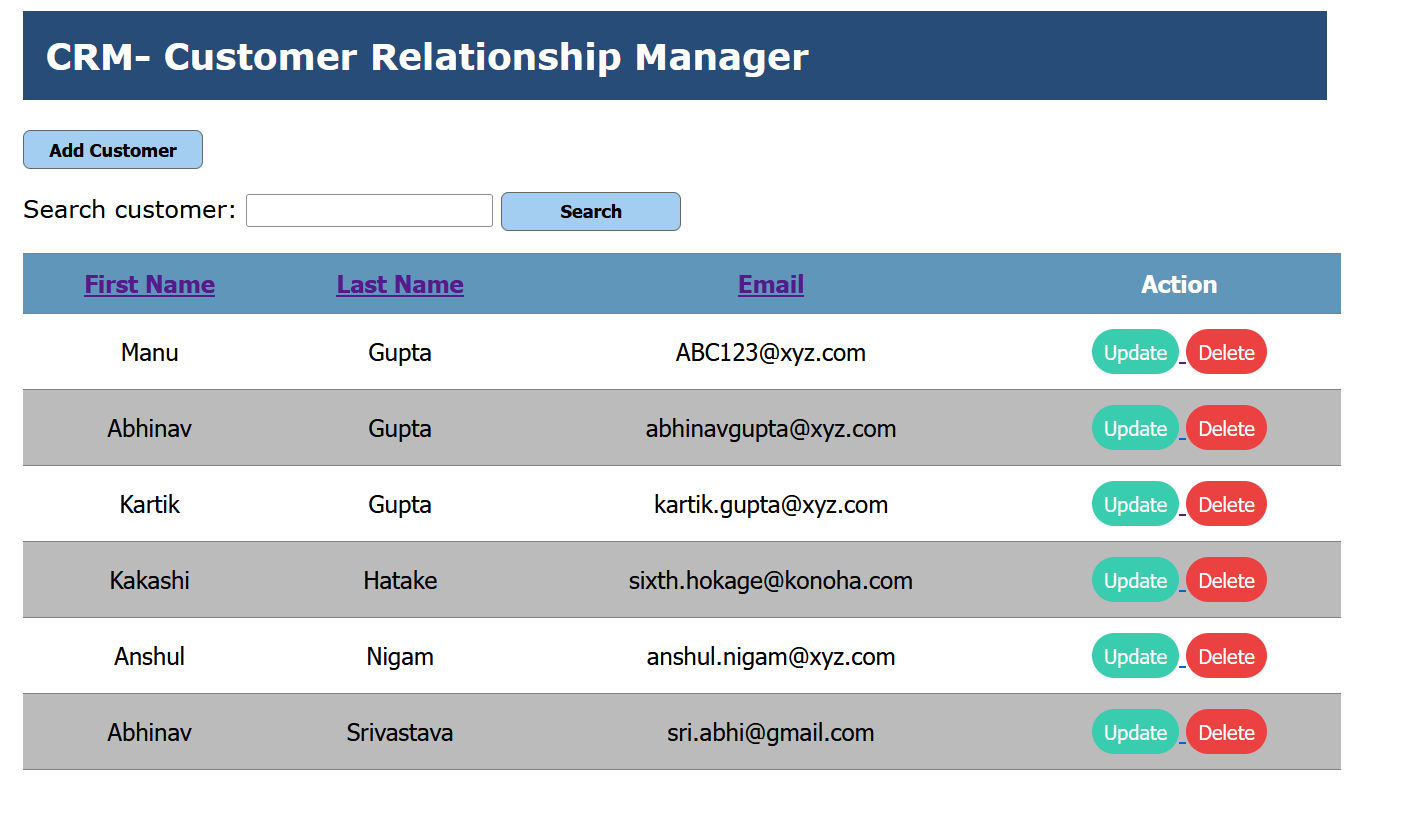 CRM- Customer Relationship Manager
Add Customer
Search customer: Search
First Name Last Name Email Action
Manu Gupta ABC123@xyz.com Update Delete
Abhinav Gupta abhinavgupta@xyz.com Update Delete
Kartik Gupta kartik.gupta@xyz.com Update Delete
Kakashi Hatake sixth.hokage@konoha.com Update Delete
Anshul Nigam anshul.nigam@xyz.com Update Delete
Abhinav Srivastava sri.abhi@gmail.com Update Delete